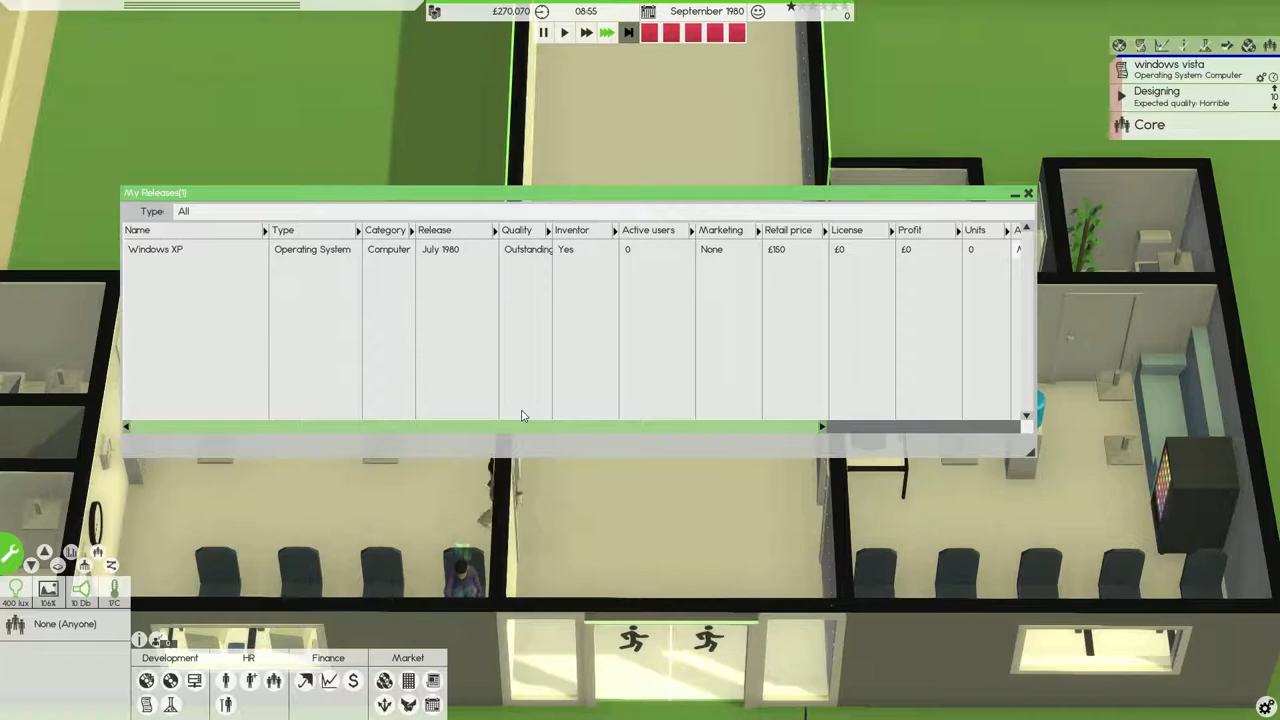 £270,070
08:55
September 1980
0
windows vista
Operating System: Computer
Designing
10
Expected quality: Horrible
Core
My Releases(1)
Type: All
Name Type Category Release Quality Inventor Active users Marketing Retail price License Profit Units
Windows XP Operating System Computer July 1980 Outstanding Yes 0 None £150 £0 £0 0
400 lux 106% 10 Db 17C
None (Anyone)
Development HR Finance Market